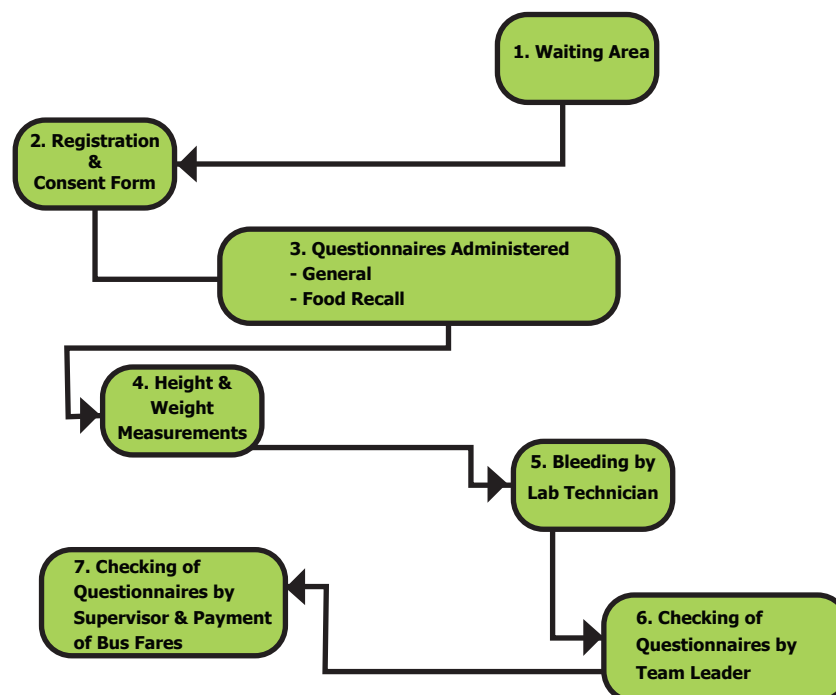 1. Waiting Area
2. Registration
&
Consent Form
3. Questionnaires Administered
- General
- Food Recall
4. Height &
Weight
Measurements
5. Bleeding by
Lab Technician
6. Checking of
Questionnaires by
Team Leader
7. Checking of
Questionnaires by
Supervisor & Payment
of Bus Fares